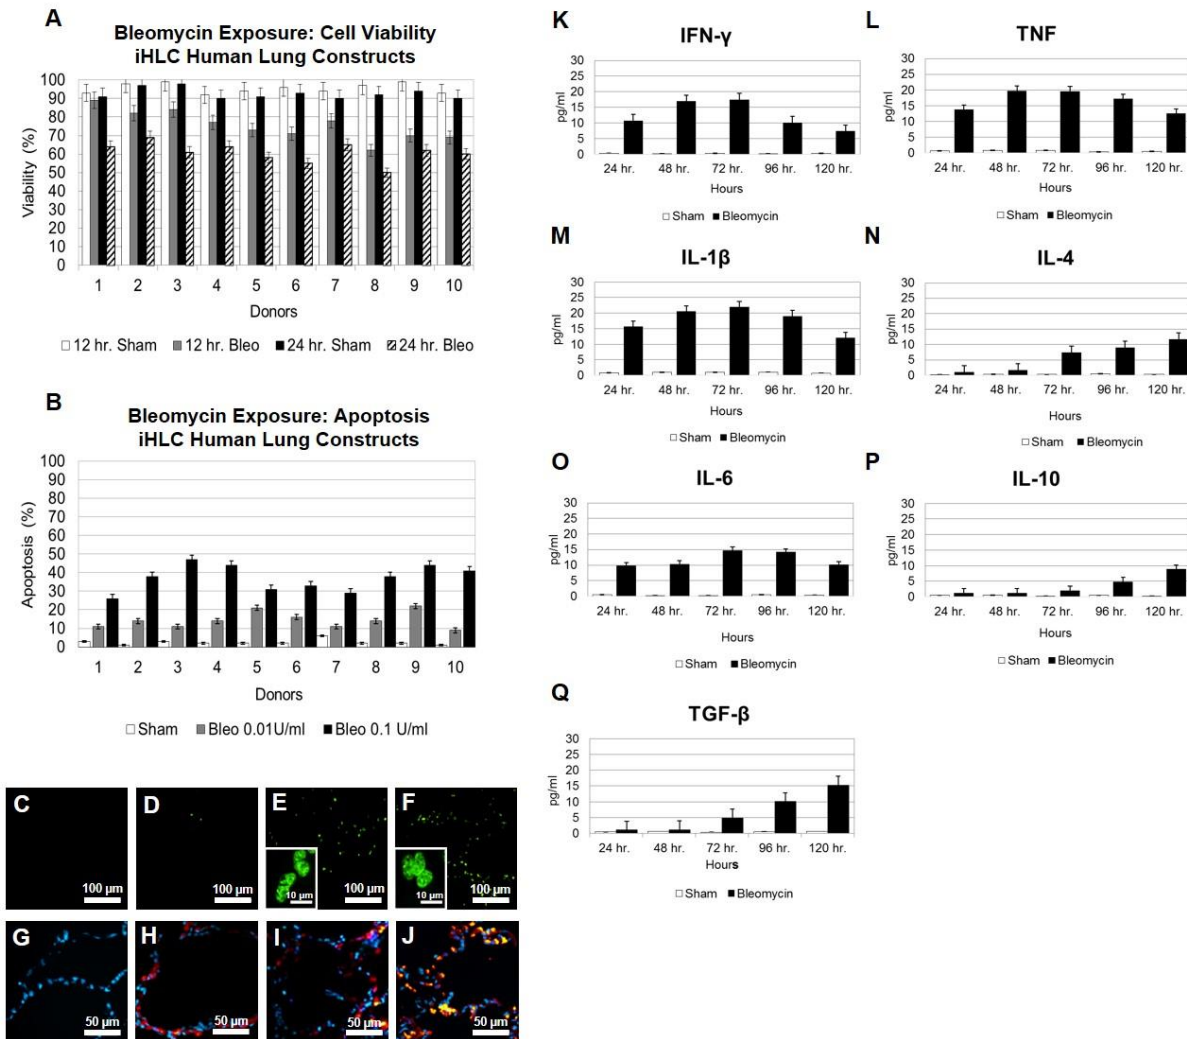 A
Bleomycin Exposure: Cell Viability
iHLC Human Lung Constructs
Viability (%)
100
90
80
70
60
50
40
30
20
10
0
1 2 3 4 5 6 7 8 9 10
Donors
12 hr. Sham 12 hr. Bleo 24 hr. Sham 24 hr. Bleo
B
Bleomycin Exposure: Apoptosis
iHLC Human Lung Constructs
Apoptosis (%)
100
90
80
70
60
50
40
30
20
10
0
1 2 3 4 5 6 7 8 9 10
Donors
Sham Bleo 0.01U/ml Bleo 0.1 U/ml
C
100 µm
D
100 µm
E
10 µm
100 µm
F
10 µm
100 µm
G
50 µm
H
50 µm
I
50 µm
J
50 µm
K
IFN-γ
pg/ml
30
25
20
15
10
5
0
24 hr. 48 hr. 72 hr. 96 hr. 120 hr.
Hours
Sham Bleomycin
L
TNF
pg/ml
30
25
20
15
10
5
0
24 hr. 48 hr. 72 hr. 96 hr. 120 hr.
Hours
Sham Bleomycin
M
IL-1β
pg/ml
30
25
20
15
10
5
0
24 hr. 48 hr. 72 hr. 96 hr. 120 hr.
Hours
Sham Bleomycin
N
IL-4
pg/ml
30
25
20
15
10
5
0
24 hr. 48 hr. 72 hr. 96 hr. 120 hr.
Hours
Sham Bleomycin
O
IL-6
pg/ml
30
25
20
15
10
5
0
24 hr. 48 hr. 72 hr. 96 hr. 120 hr.
Hours
Sham Bleomycin
P
IL-10
pg/ml
30
25
20
15
10
5
0
24 hr. 48 hr. 72 hr. 96 hr. 120 hr.
Hours
Sham Bleomycin
Q
TGF-β
pg/ml
30
25
20
15
10
5
0
24 hr. 48 hr. 72 hr. 96 hr. 120 hr.
Hours
Sham Bleomycin